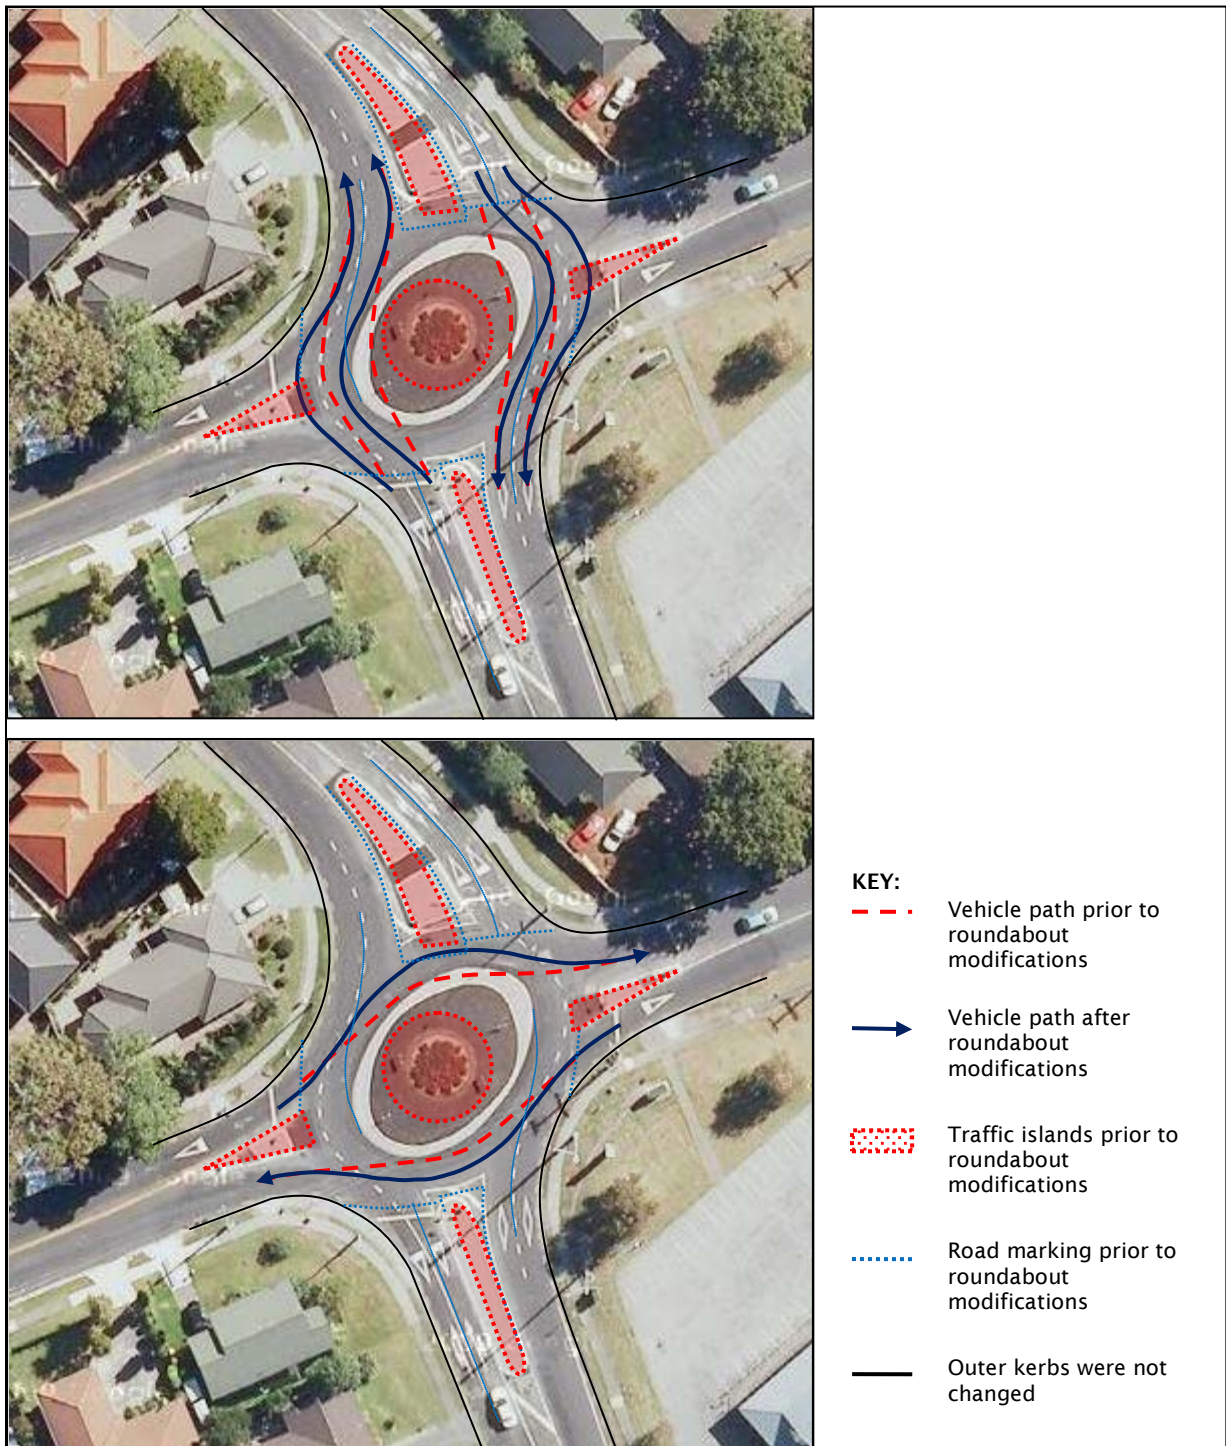 KEY:
Vehicle path prior to
roundabout
modifications
Vehicle path after
roundabout
modifications
Traffic islands prior to
roundabout
modifications
Road marking prior to
roundabout
modifications
Outer kerbs were not
changed